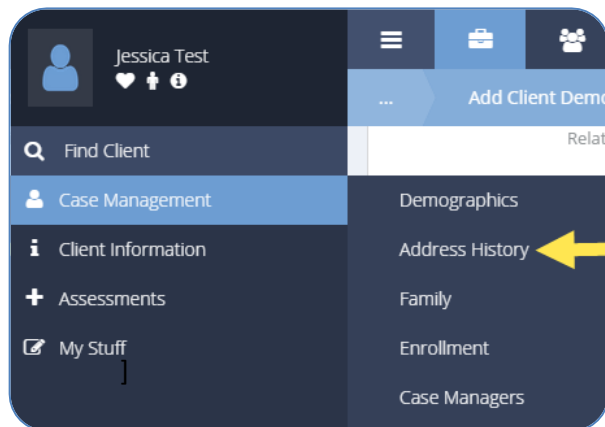 Jessica Test
... Add Client Demo
Relat
Find Client
Case Management
Demographics
Client Information
Address History
Assessments
Family
My Stuff
Enrollment
]
Case Managers